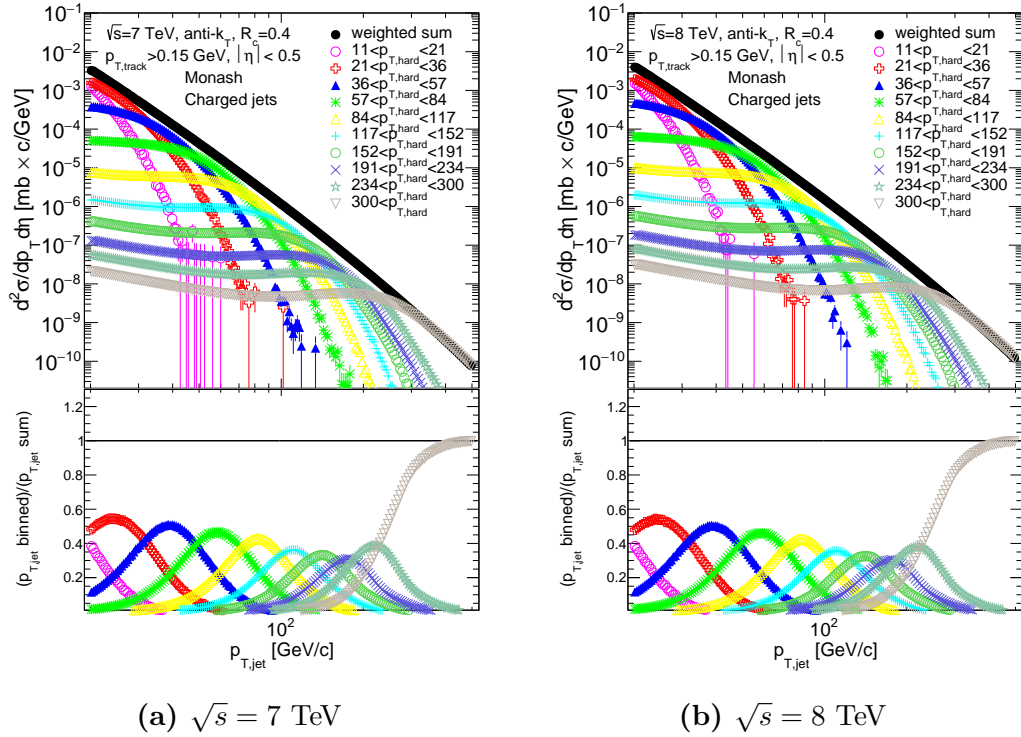 √s=7 TeV, anti-k_T, R_c=0.4
p_T,track >0.15 GeV, |η|< 0.5
Monash
Charged jets
weighted sum
11<p_T,hard<21
21<p_T,hard<36
36<p_T,hard<57
57<p_T,hard<84
84<p_T,hard<117
117<p_T,hard<152
152<p_T,hard<191
191<p_T,hard<234
234<p_T,hard<300
300<p_T,hard
d²σ/dp_T dη [mb × c/GeV]
10⁻¹
10⁻²
10⁻³
10⁻⁴
10⁻⁵
10⁻⁶
10⁻⁷
10⁻⁸
10⁻⁹
10⁻¹⁰
(p_T,jet binned)/(p_T,jet sum)
1.2
1
0.8
0.6
0.4
0.2
10²
p_T,jet [GeV/c]
(a) √s = 7 TeV
√s=8 TeV, anti-k_T, R_c=0.4
p_T,track >0.15 GeV, |η|< 0.5
Monash
Charged jets
weighted sum
11<p_T,hard<21
21<p_T,hard<36
36<p_T,hard<57
57<p_T,hard<84
84<p_T,hard<117
117<p_T,hard<152
152<p_T,hard<191
191<p_T,hard<234
234<p_T,hard<300
300<p_T,hard
d²σ/dp_T dη [mb × c/GeV]
10⁻¹
10⁻²
10⁻³
10⁻⁴
10⁻⁵
10⁻⁶
10⁻⁷
10⁻⁸
10⁻⁹
10⁻¹⁰
(p_T,jet binned)/(p_T,jet sum)
1.2
1
0.8
0.6
0.4
0.2
10²
p_T,jet [GeV/c]
(b) √s = 8 TeV